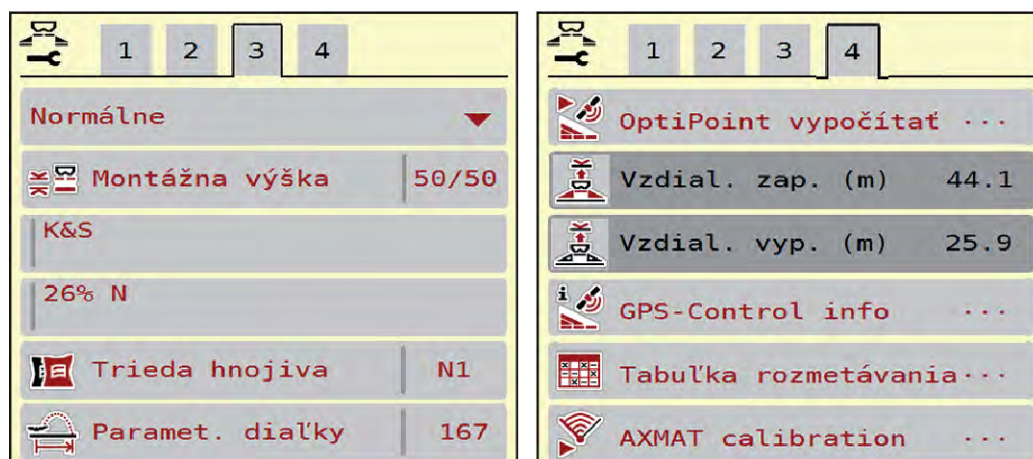 1 2 3 4
Normálne
Montážna výška 50/50
K&S
26% N
Trieda hnojiva N1
Paramet. diaľky 167
1 2 3 4
OptiPoint vypočítať ...
Vzdial. zap. (m) 44.1
Vzdial. vyp. (m) 25.9
GPS-Control info ...
Tabuľka rozmetávania...
AXMAT calibration ...